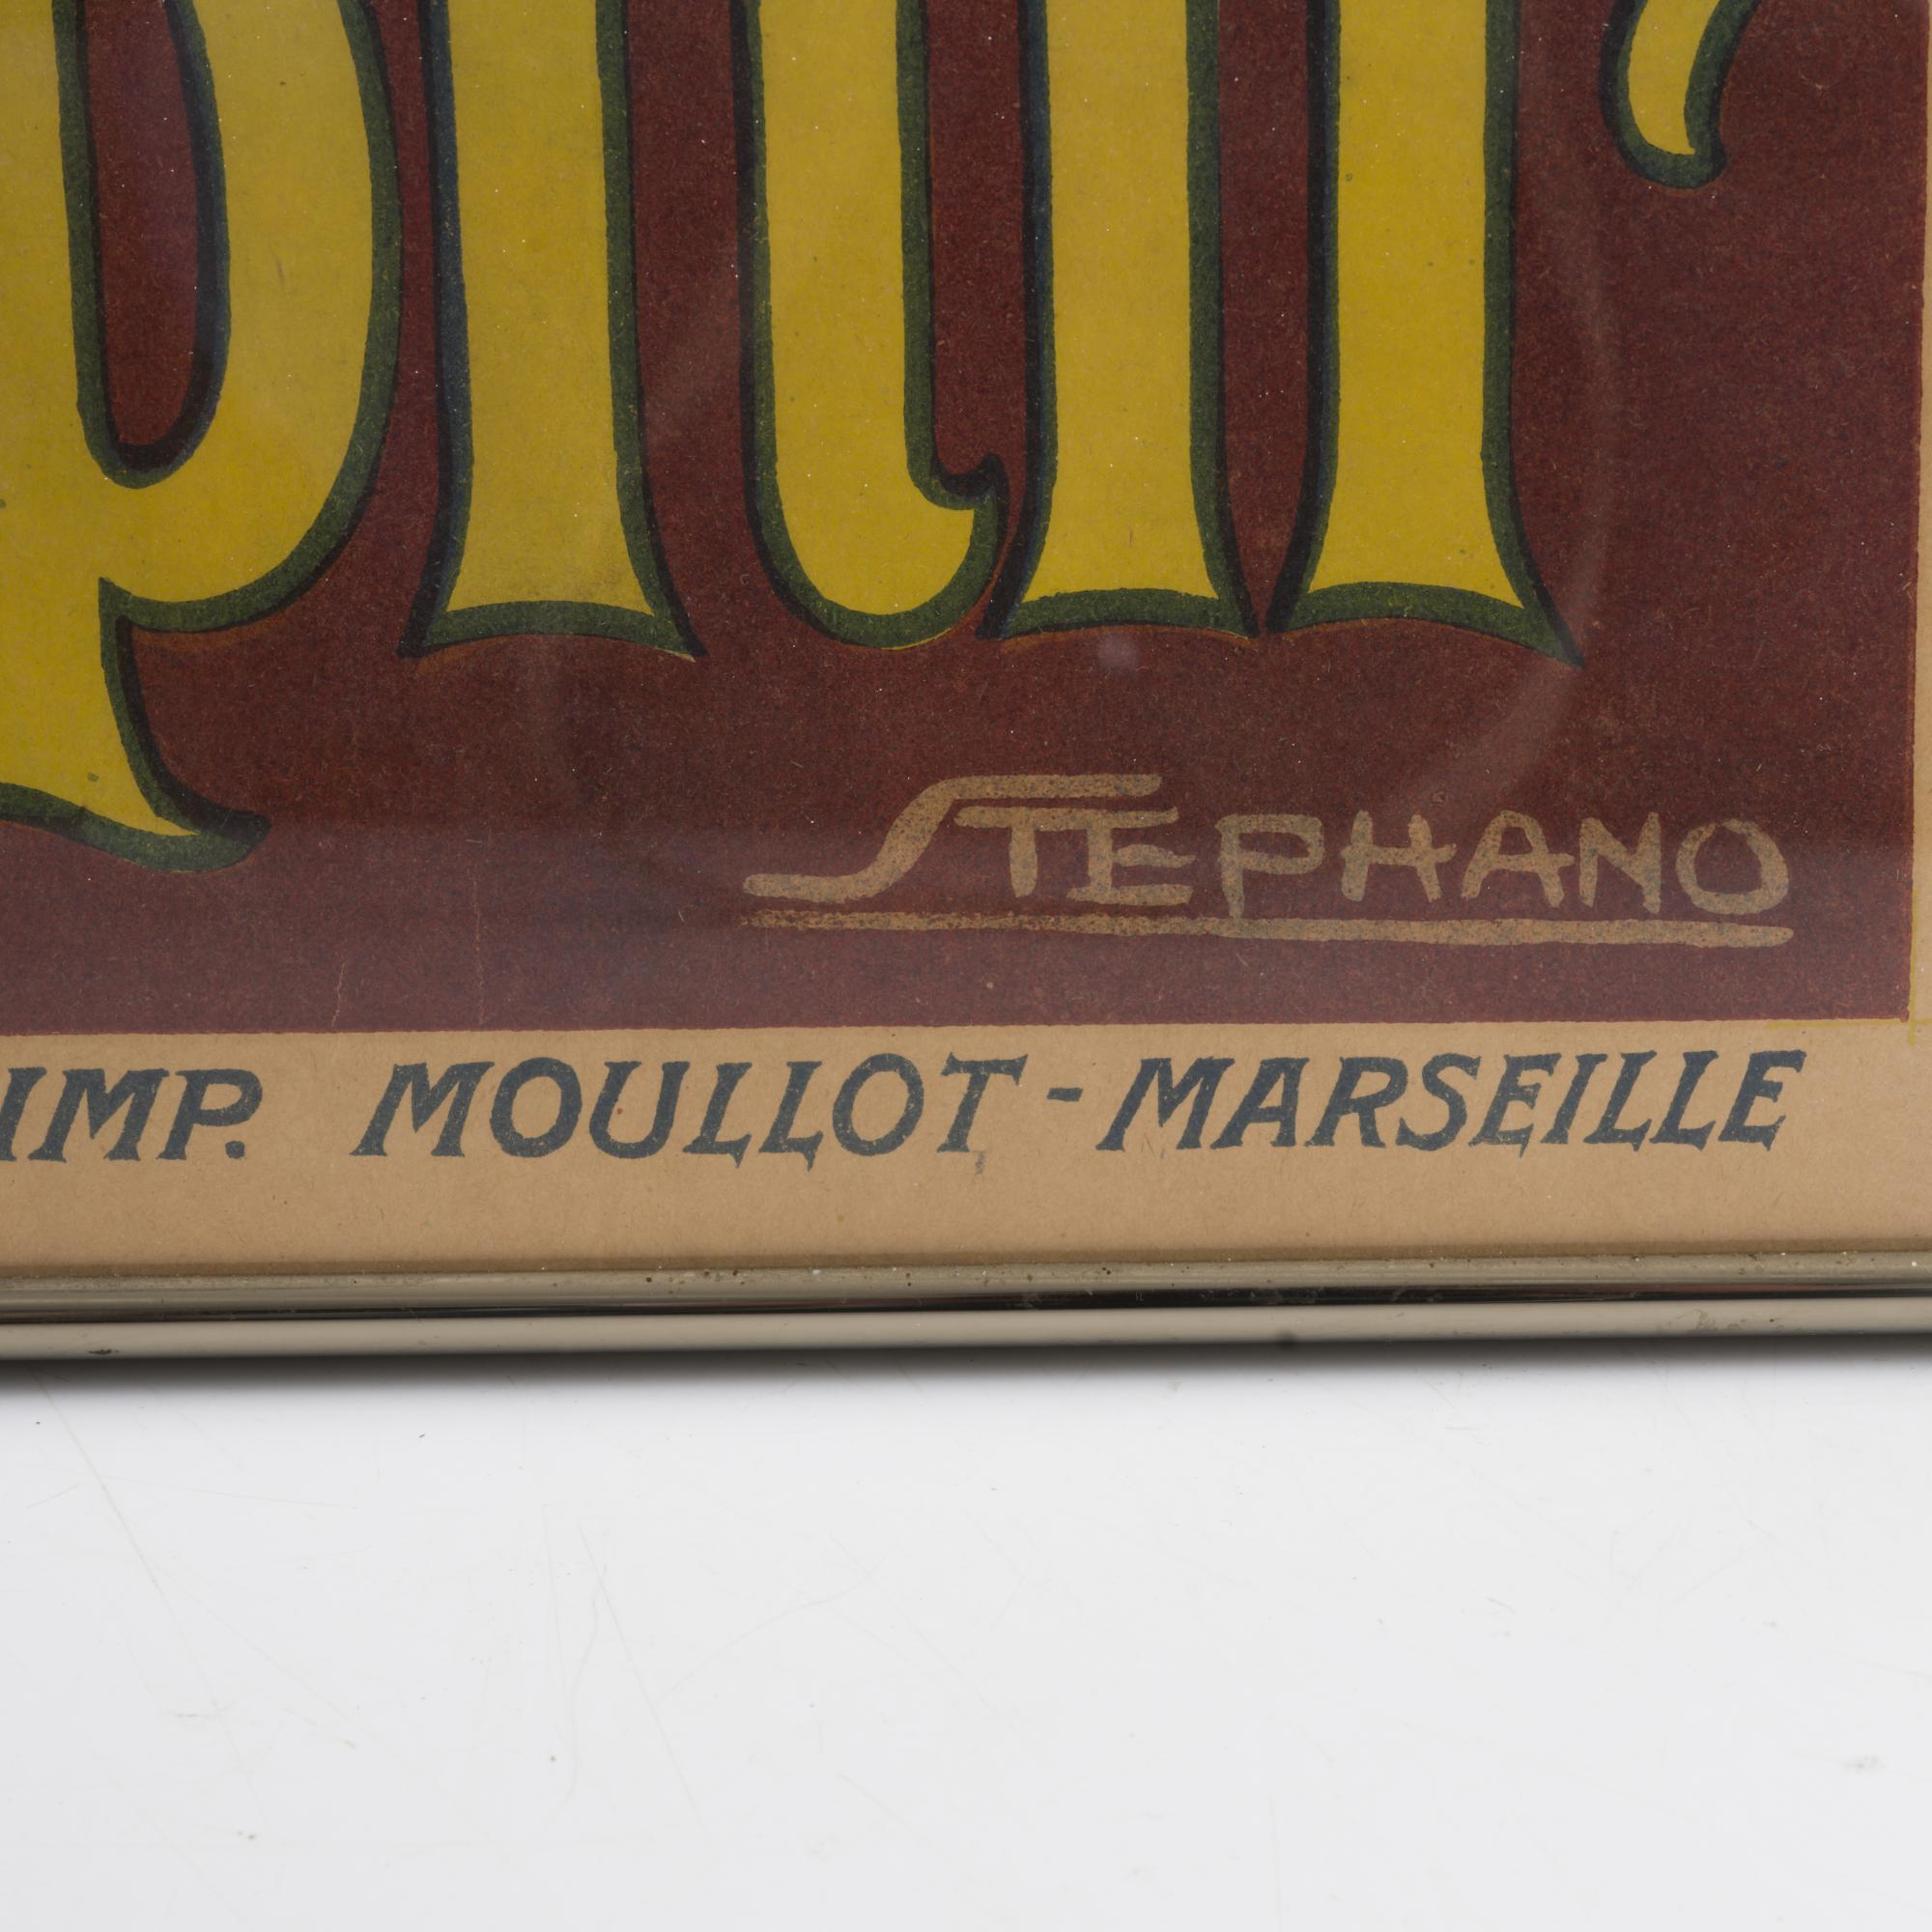 STEPHANO
IMP. MOULLOT - MARSEILLE